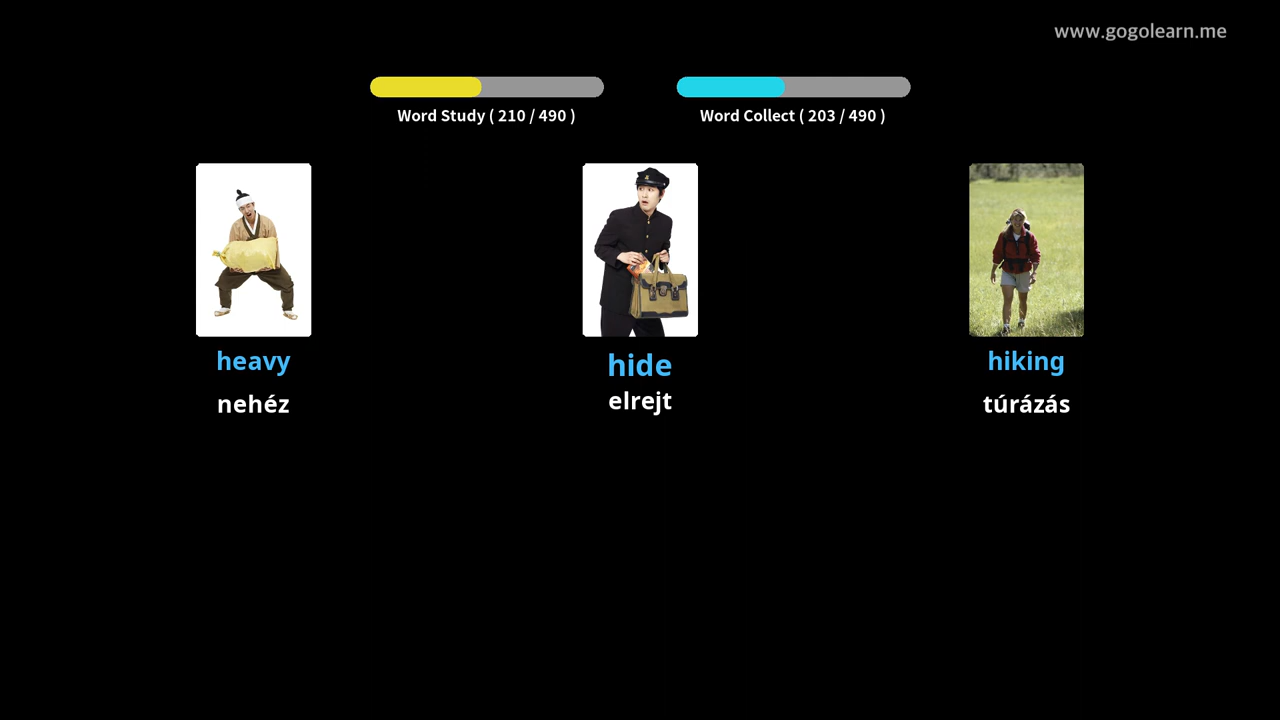 www.gogolearn.me
Word Study ( 210 / 490 )
Word Collect ( 203 / 490 )
heavy
hide
hiking
nehéz
elrejt
túrázás